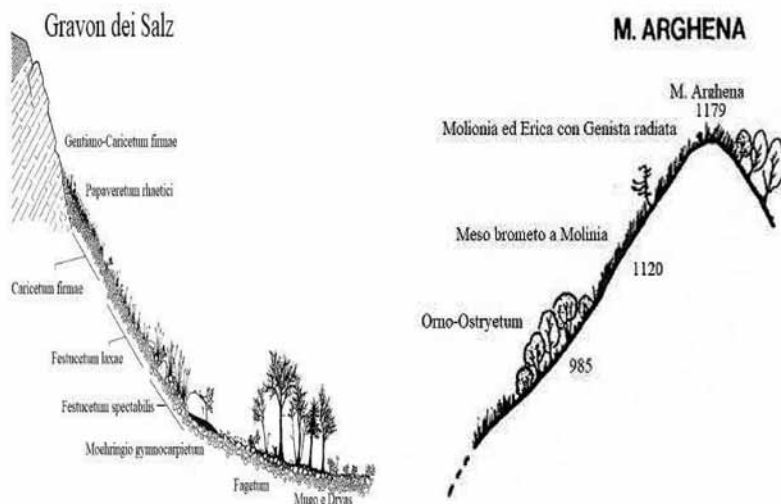 Gravon dei Salz
Gentiano-Caricetum firmae
Papaveretum rhaetici
Caricetum firmae
Festucetum laxae
Festucetum spectabilis
Moehringio gymnocarpietum
Fagetum
Mugo e Dryas
M. ARGHENA
M. Arghena
1179
Molionia ed Erica con Genista radiata
Meso brometo a Molinia
1120
Orno-Ostryetum
985